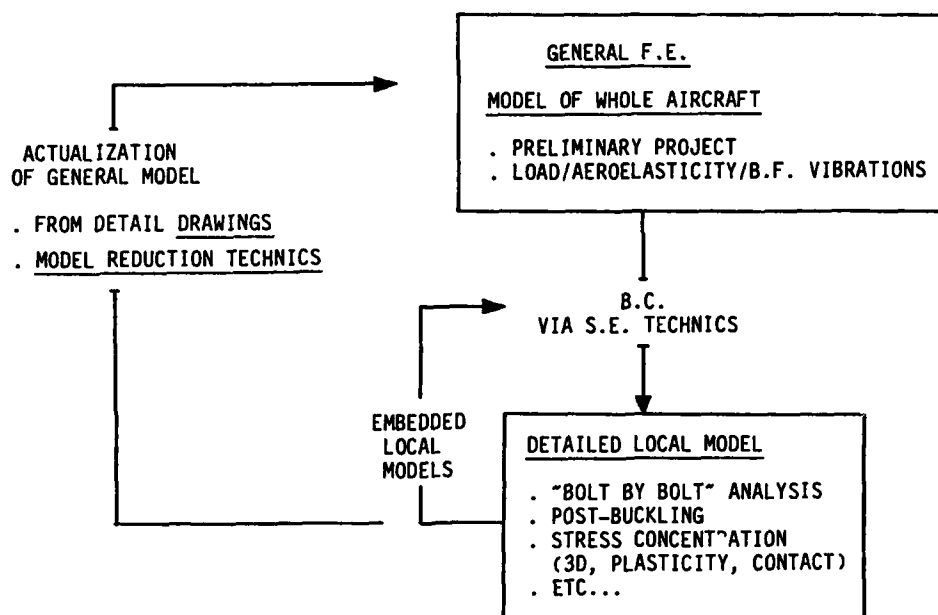 GENERAL F.E.
MODEL OF WHOLE AIRCRAFT
. PRELIMINARY PROJECT
. LOAD/AEROELASTICITY/B.F. VIBRATIONS
ACTUALIZATION
OF GENERAL MODEL
. FROM DETAIL DRAWINGS
. MODEL REDUCTION TECHNICS
B.C.
VIA S.E. TECHNICS
EMBEDDED
LOCAL
MODELS
DETAILED LOCAL MODEL
. "BOLT BY BOLT" ANALYSIS
. POST-BUCKLING
. STRESS CONCENTRATION
(3D, PLASTICITY, CONTACT)
. ETC...